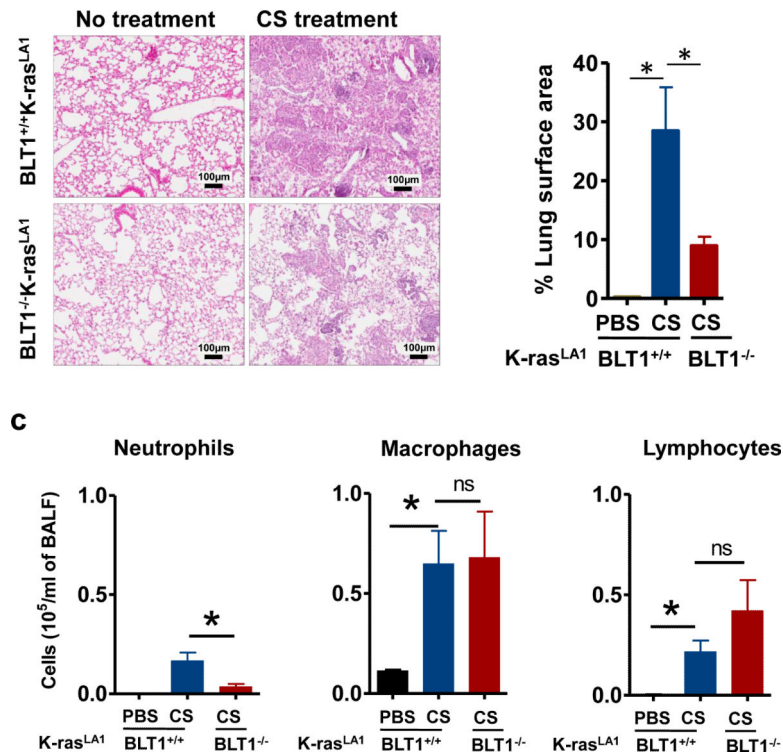 No treatment CS treatment
BLT1+/+K-rasLA1
100μm 100μm
BLT1-/-K-rasLA1
100μm 100μm
% Lung surface area
40
30
20
10
0
* *
PBS CS CS
K-rasLA1 BLT1+/+ BLT1-/-
c
Neutrophils
Cells (105/ml of BALF)
1.0
0.5
0.0
*
PBS CS CS
K-rasLA1 BLT1+/+ BLT1-/-
Macrophages
1.0
0.5
0.0
* ns
PBS CS CS
K-rasLA1 BLT1+/+ BLT1-/-
Lymphocytes
1.0
0.5
0.0
* ns
PBS CS CS
K-rasLA1 BLT1+/+ BLT1-/-